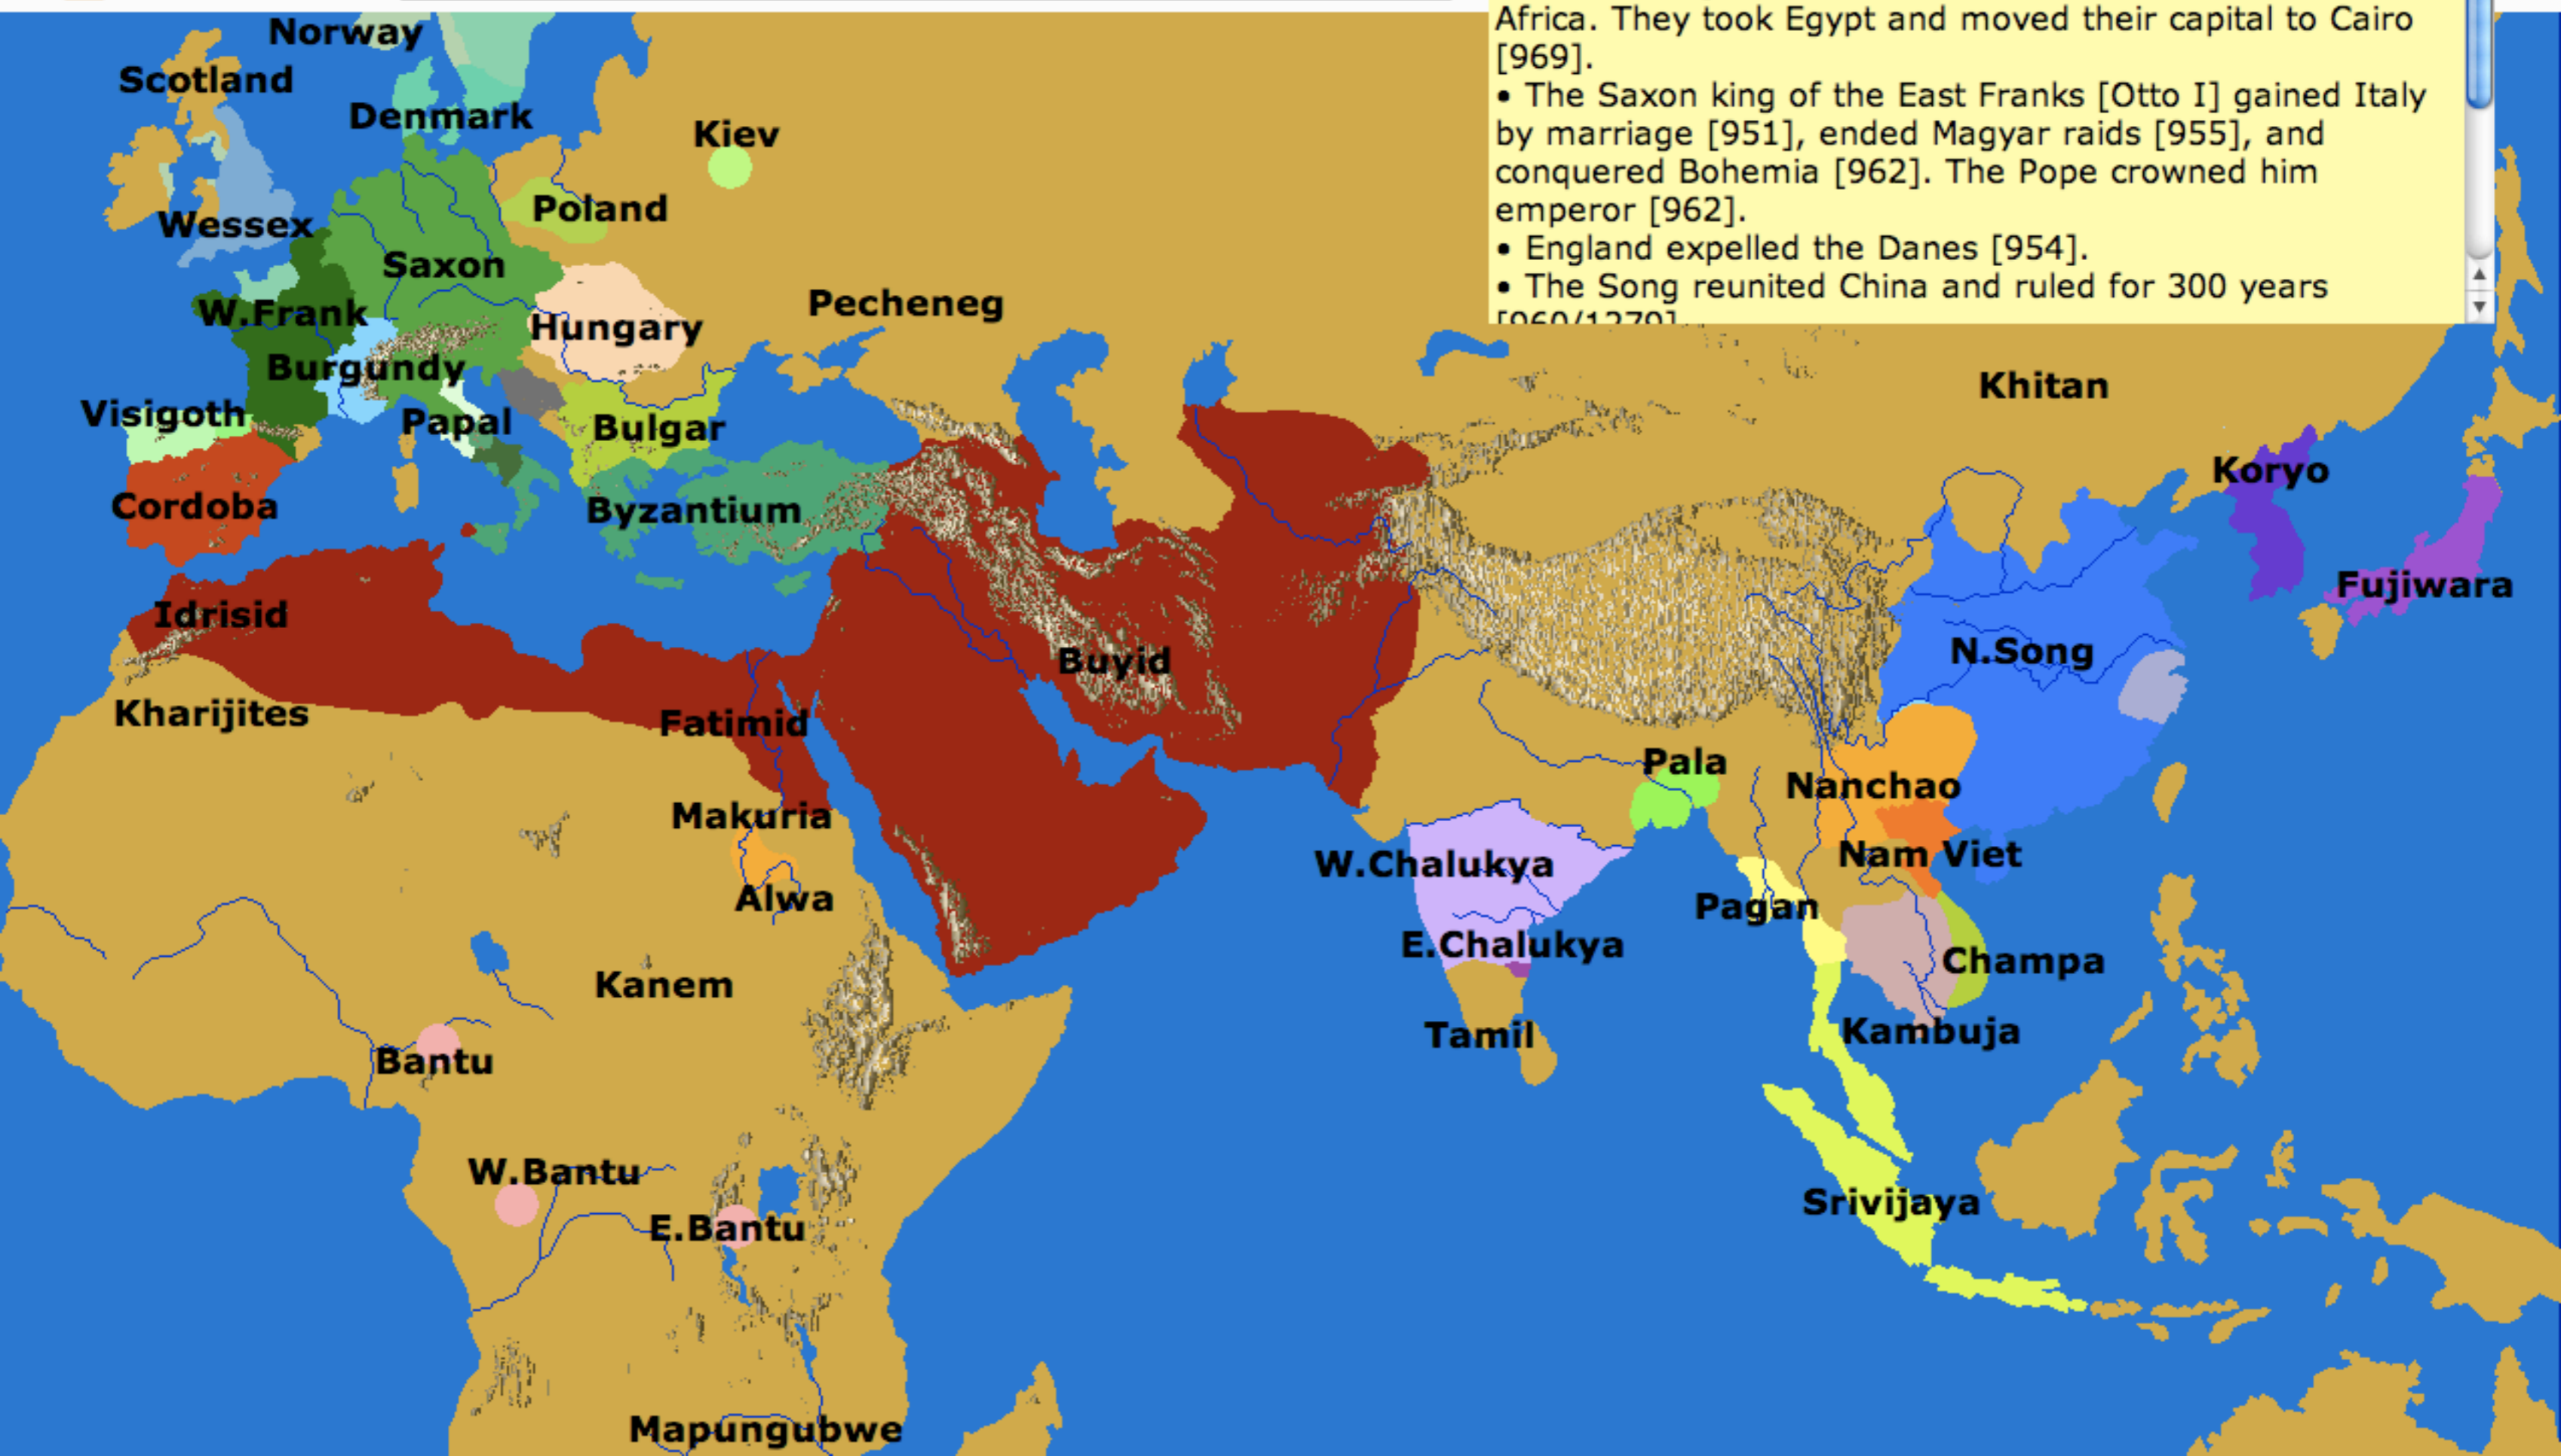 Africa. They took Egypt and moved their capital to Cairo
[969].
• The Saxon king of the East Franks [Otto I] gained Italy
by marriage [951], ended Magyar raids [955], and
conquered Bohemia [962]. The Pope crowned him
emperor [962].
• England expelled the Danes [954].
• The Song reunited China and ruled for 300 years
[960/1279]
Norway
Scotland
Denmark
Kiev
Poland
Wessex
Saxon
W.Frank
Hungary
Pecheneg
Burgundy
Khitan
Visigoth
Papal
Bulgar
Koryo
Cordoba
Byzantium
Fujiwara
Idrisid
N.Song
Buyid
Kharijites
Fatimid
Pala
Nanchao
Makuria
Nam Viet
W.Chalukya
Alwa
Pagan
E.Chalukya
Champa
Kanem
Tamil
Kambuja
Bantu
W.Bantu
Srivijaya
E.Bantu
Mapungubwe